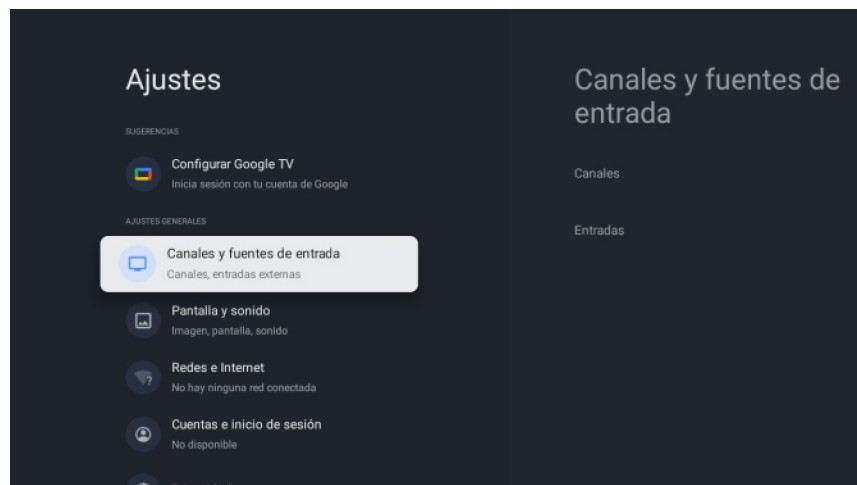 Ajustes
SUGERENCIAS
Configurar Google TV
Inicia sesión con tu cuenta de Google
AJUSTES GENERALES
Canales y fuentes de entrada
Canales, entradas externas
Pantalla y sonido
Imagen, pantalla, sonido
Redes e Internet
No hay ninguna red conectada
Cuentas e inicio de sesión
No disponible
Canales y fuentes de
entrada
Canales
Entradas